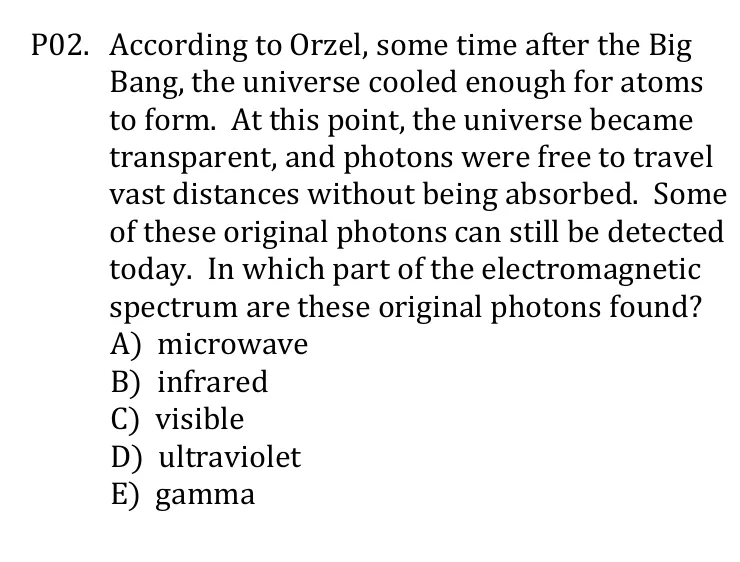 P02. According to Orzel, some time after the Big
Bang, the universe cooled enough for atoms
to form.  At this point, the universe became
transparent, and photons were free to travel
vast distances without being absorbed.  Some
of these original photons can still be detected
today.  In which part of the electromagnetic
spectrum are these original photons found?
A)  microwave
B)  infrared
C)  visible
D)  ultraviolet
E)  gamma